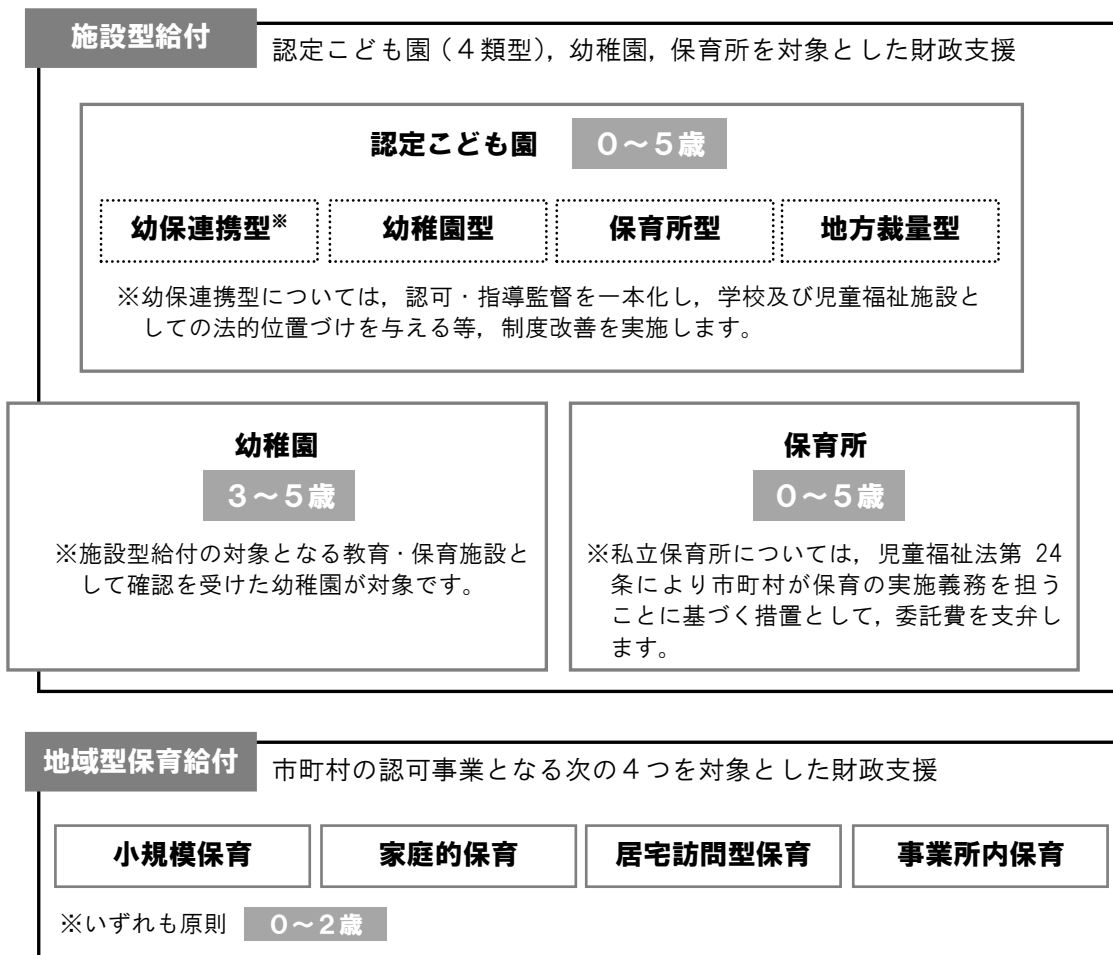 施設型給付
認定こども園（４類型），幼稚園，保育所を対象とした財政支援
認定こども園 ０～５歳
幼保連携型※ 幼稚園型 保育所型 地方裁量型
※幼保連携型については，認可・指導監督を一本化し，学校及び児童福祉施設と
しての法的位置づけを与える等，制度改善を実施します。
幼稚園
３～５歳
※施設型給付の対象となる教育・保育施設と
して確認を受けた幼稚園が対象です。
保育所
０～５歳
※私立保育所については，児童福祉法第 24
条により市町村が保育の実施義務を担う
ことに基づく措置として，委託費を支弁し
ます。
地域型保育給付
市町村の認可事業となる次の４つを対象とした財政支援
小規模保育 家庭的保育 居宅訪問型保育 事業所内保育
※いずれも原則 ０～２歳